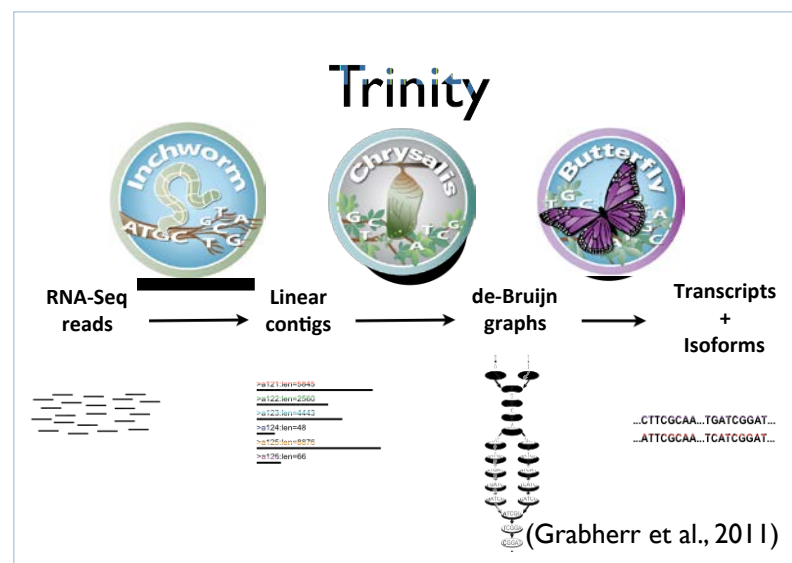 Trinity
Inchworm
ATGC
Chrysalis
Butterfly
RNA-Seq
reads
Linear
contigs
de-Bruijn
graphs
Transcripts
+
Isoforms
>a121:len=5845
>a122:len=2560
>a123:len=4443
>a124:len=48
>a125:len=8876
>a126:len=66
...CTTCGCAA...TGATCGGAT...
...ATTCGCAA...TCATCGGAT...
(Grabherr et al., 2011)